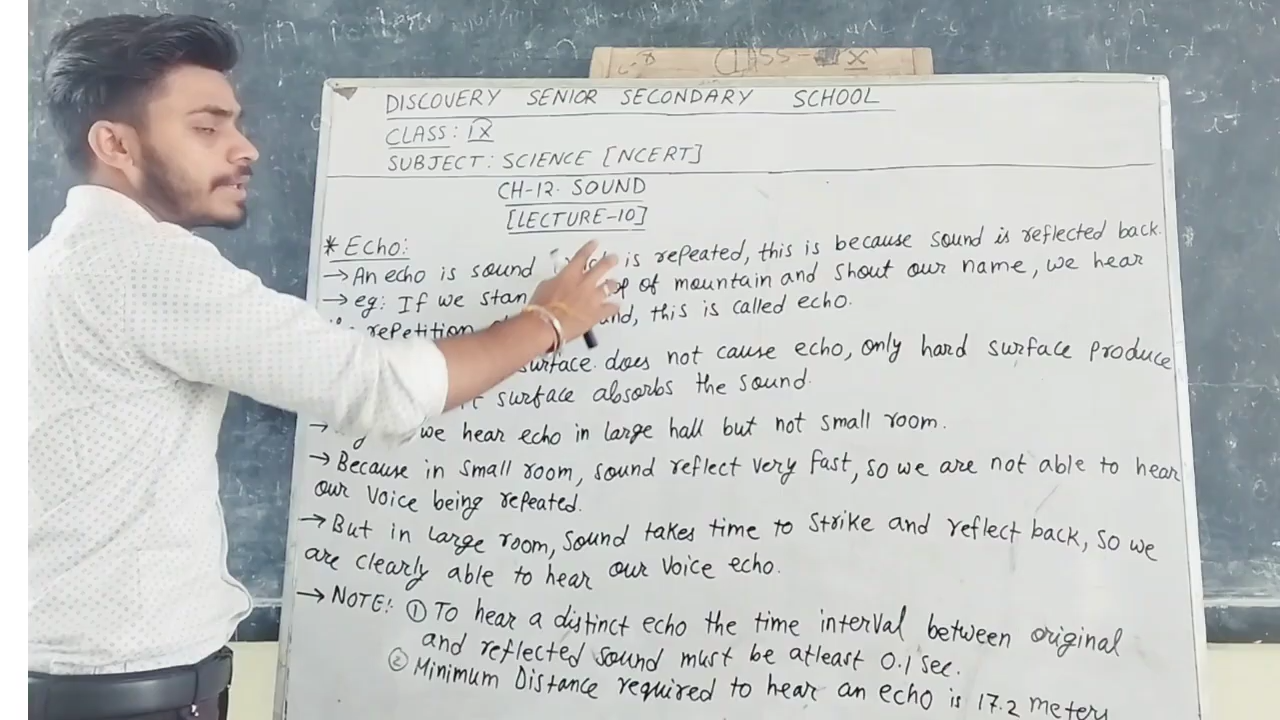 CLASS - IX
DISCOVERY SENIOR SECONDARY SCHOOL
CLASS: IX
SUBJECT: SCIENCE [NCERT]
CH-12. SOUND
[LECTURE-10]
* Echo:
→ An echo is sound is repeated, this is because sound is reflected back.
→ eg: If we stan of mountain and shout our name, we hear
repetition this is called echo.
surface does not cause echo, only hard surface produce
surface absorbs the sound.
→ we hear echo in large hall but not small room.
→ Because in small room, sound reflect very fast, so we are not able to hear
our voice being repeated.
→ But in large room, sound takes time to strike and reflect back, so we
are clearly able to hear our voice echo.
→ NOTE:- ① To hear a distinct echo the time interval between original
and reflected sound must be atleast 0.1 sec.
② Minimum Distance required to hear an echo is 17.2 meters